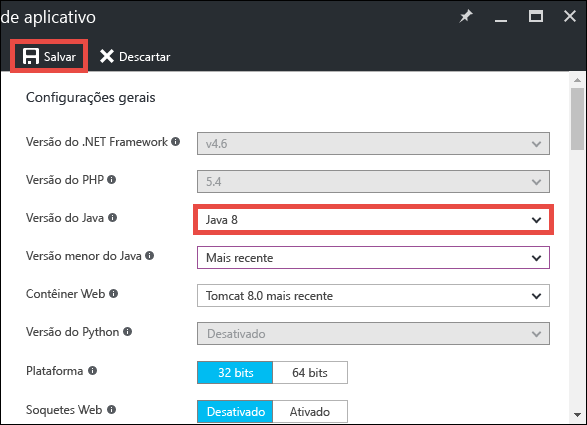 de aplicativo
Salvar Descartar
Configurações gerais
Versão do .NET Framework v4.6
Versão do PHP 5.4
Versão do Java Java 8
Versão menor do Java Mais recente
Contêiner Web Tomcat 8.0 mais recente
Versão do Python Desativado
Plataforma 32 bits 64 bits
Soquetes Web Desativado Ativado